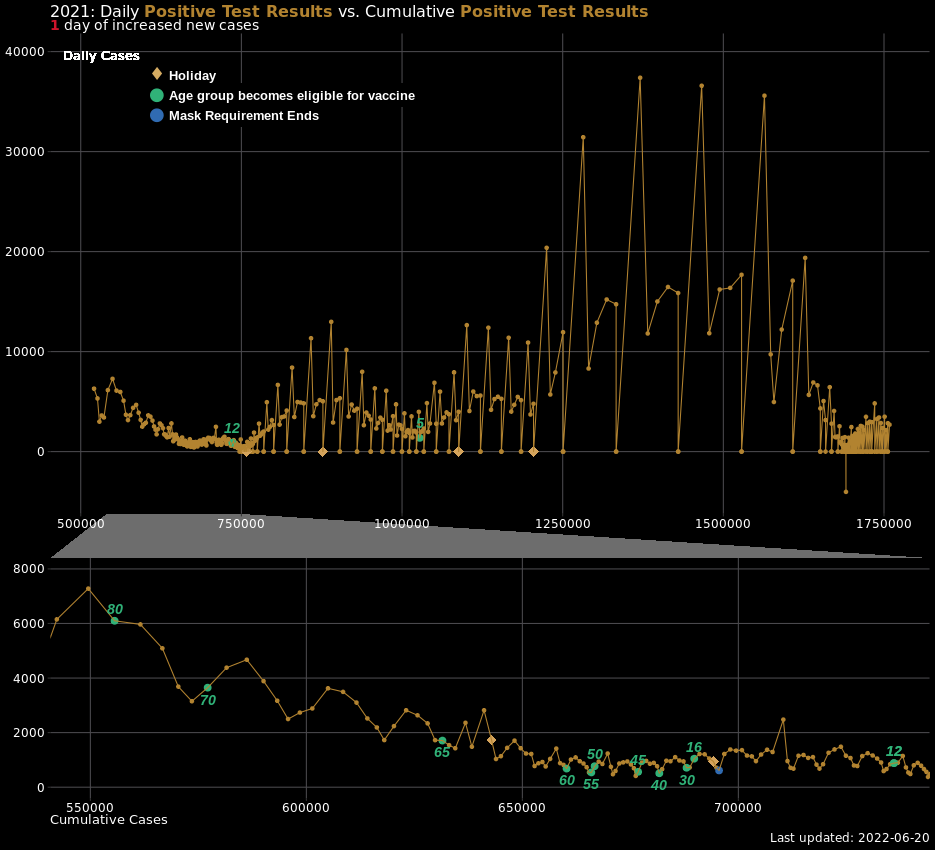 2021: Daily Positive Test Results vs. Cumulative Positive Test Results
1 day of increased new cases
40000
Daily Cases
Holiday
Age group becomes eligible for vaccine
Mask Requirement Ends
30000
20000
10000
12
5
0
500000 750000 1000000 1250000 1500000 1750000
8000
80
6000
70
4000
2000
65
60
50
55
45
40
16
30
12
0
550000 600000 650000 700000
Cumulative Cases
Last updated: 2022-06-20